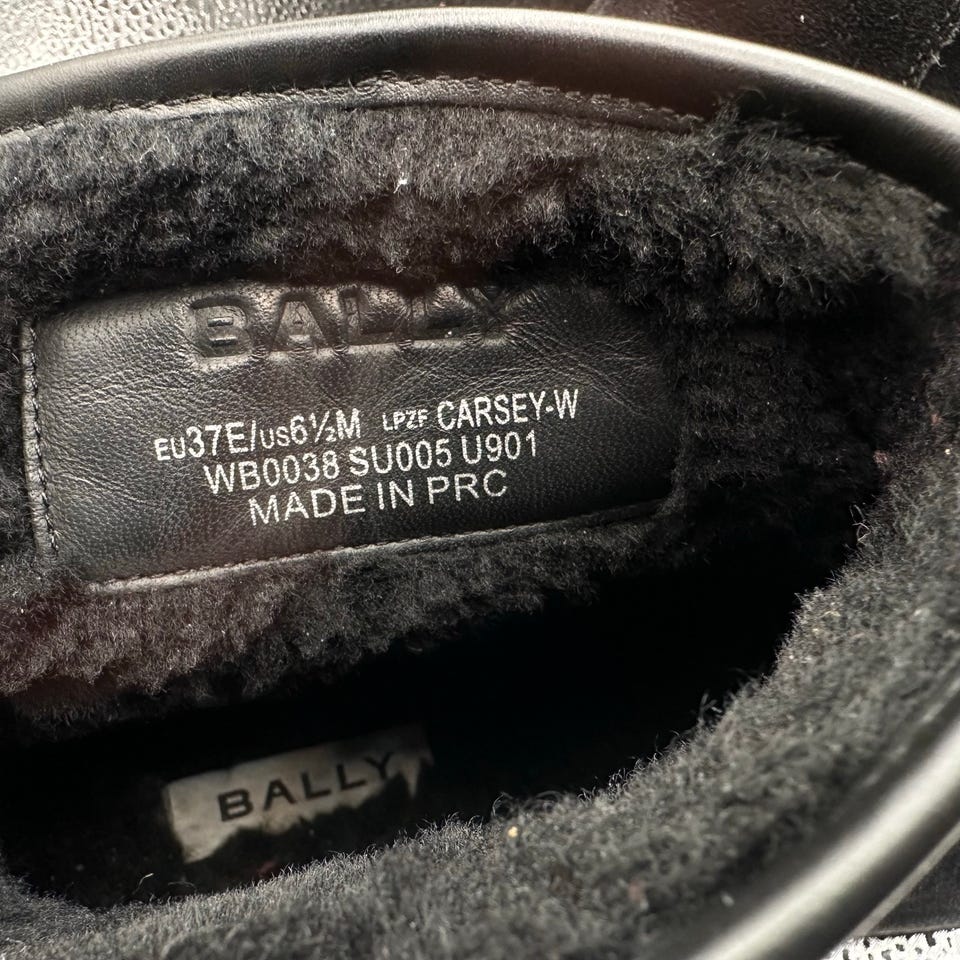 BALLY
EU37E/US6½M LPZF CARSEY-W
WB0038 SU005 U901
MADE IN PRC
BALLY